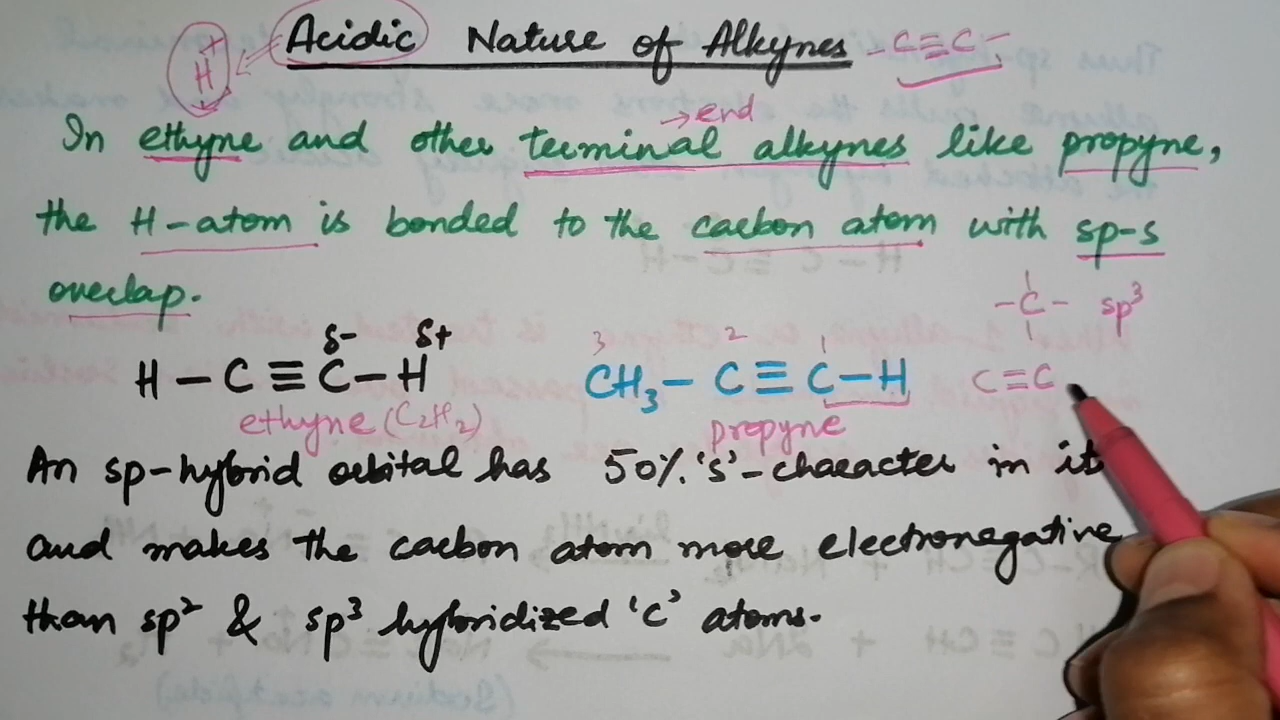 H+ Acidic Nature of Alkynes -C≡C-
→end
In ethyne and other terminal alkynes like propyne,
the H-atom is bonded to the carbon atom with sp-s
overlap.
-C- sp³
δ- δ+ 3 2 1
H-C≡C-H CH₃-C≡C-H C≡C
ethyne (C₂H₂) propyne
An sp-hybrid orbital has 50% 's'-character in it
and makes the carbon atom more electronegative
than sp² & sp³ hybridized 'C' atoms.